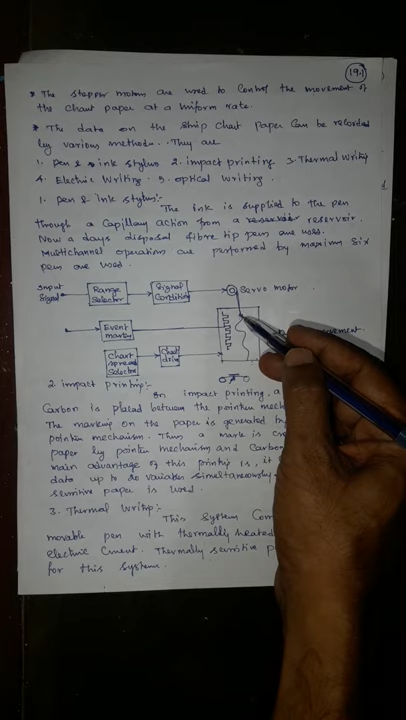 19.1
* The stepper motors are used to control the movement of
the chart paper at a uniform rate.
* The data on the strip chart paper can be recorded
by various methods. They are
1. Pen & ink stylus 2. impact printing 3. Thermal writing
4. Electric Writing. 5. optical writing.
1. Pen & Ink stylus:-
The ink is supplied to the pen
through a Capillary action from a reservoir.
Now a days disposal fibre tip pens are used.
Multichannel operations are performed by maxium six
pens are used.
Input Signal
Range Selector
Signal Condition
Servo motor
Event marker
Chart speed Selector
Chart drive
2 impact printing:-
On impact printing, a
Carbon is placed between the pointer mech
The marking on the paper is generated
pointer mechanism. Thus a mark is
paper by pointer mechanism and Carbon
main advantage of this printing is, it
data up to 20 variables simultaneously.
sensitive paper is used.
3. Thermal Writing:-
This system Com
movable pen with thermally heated
electric Current. Thermally sensitive p
for this system.